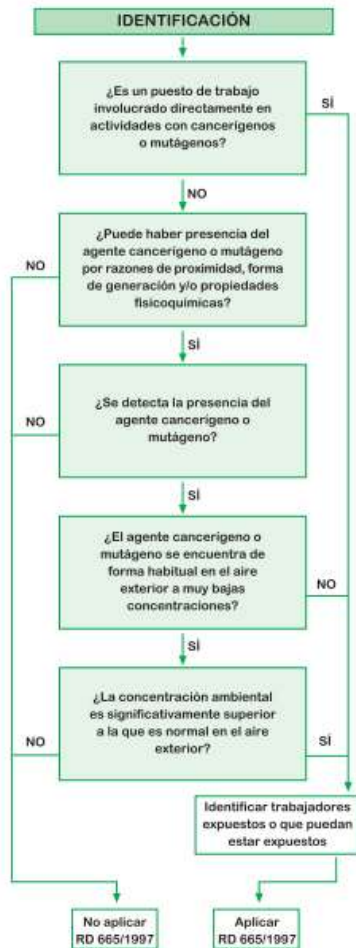 IDENTIFICACIÓN
¿Es un puesto de trabajo
involucrado directamente en
actividades con cancerígenos
o mutágenos?
SÍ
NO
¿Puede haber presencia del
agente cancerígeno o mutágeno
por razones de proximidad, forma
de generación y/o propiedades
fisicoquímicas?
NO
SÍ
¿Se detecta la presencia del
agente cancerígeno o
mutágeno?
NO
SÍ
¿El agente cancerígeno o
mutágeno se encuentra de
forma habitual en el aire
exterior a muy bajas
concentraciones?
NO
SÍ
¿La concentración ambiental
es significativamente superior
a la que es normal en el aire
exterior?
NO
SÍ
Identificar trabajadores
expuestos o que puedan
estar expuestos
No aplicar
RD 665/1997
Aplicar
RD 665/1997